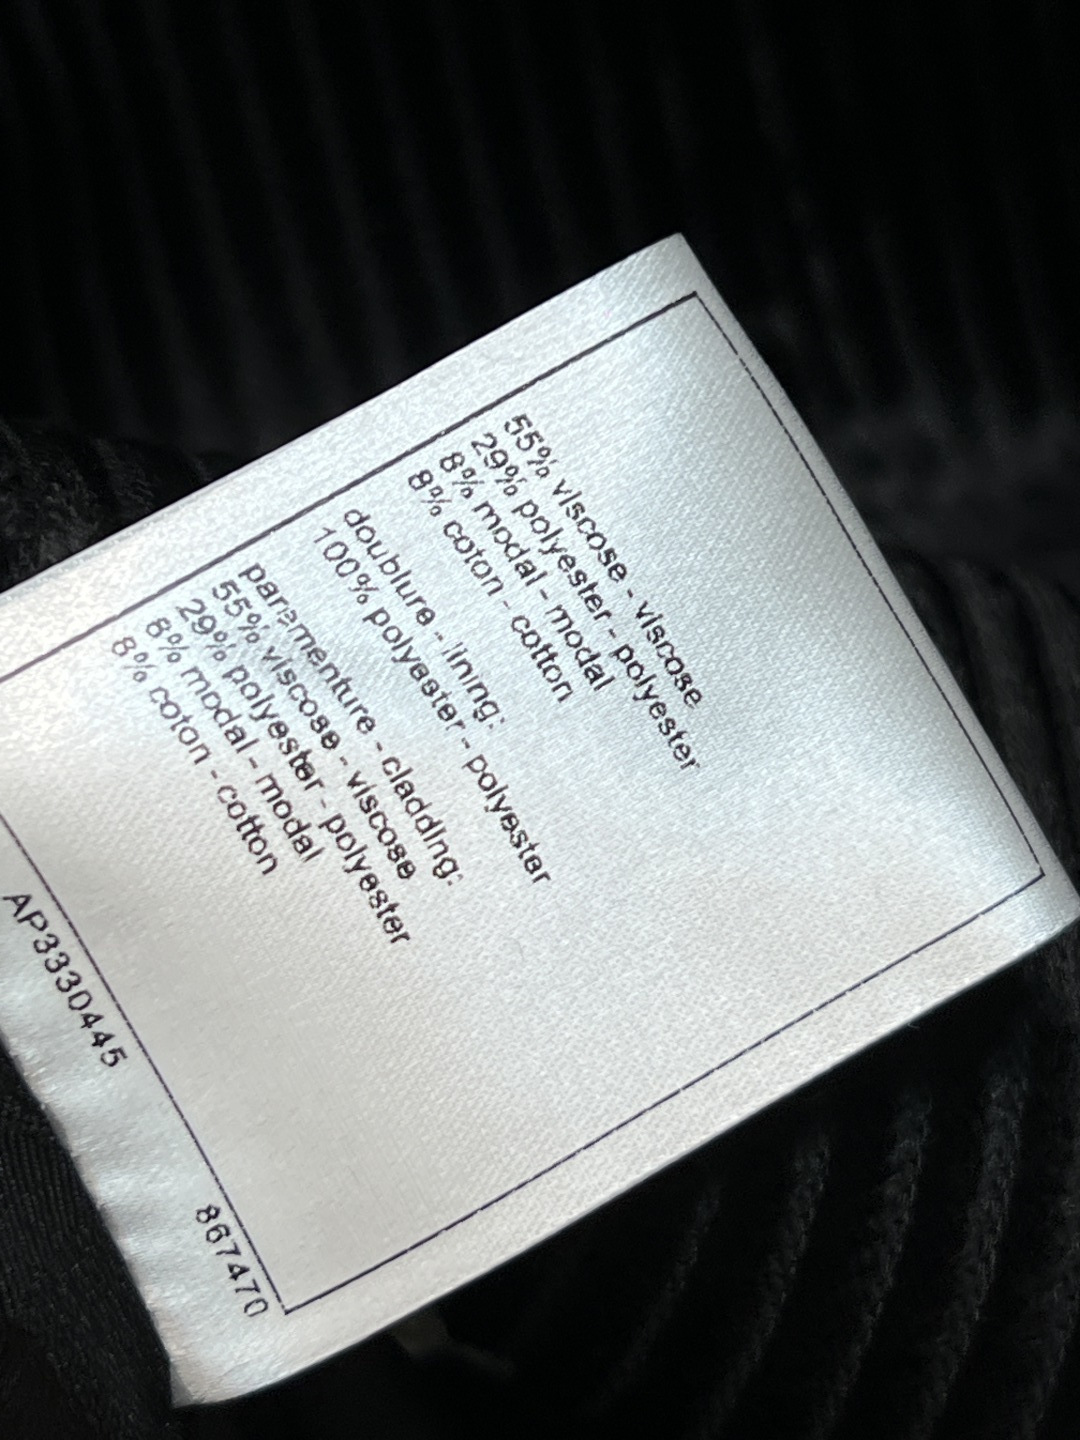 55% viscose - viscose
29% polyester - polyester
8% modal - modal
8% coton - cotton
doublure - lining:
100% polyester - polyester
parementure - cladding:
55% viscose - viscose
29% polyester - polyester
8% modal - modal
8% coton - cotton
AP3330445
867470